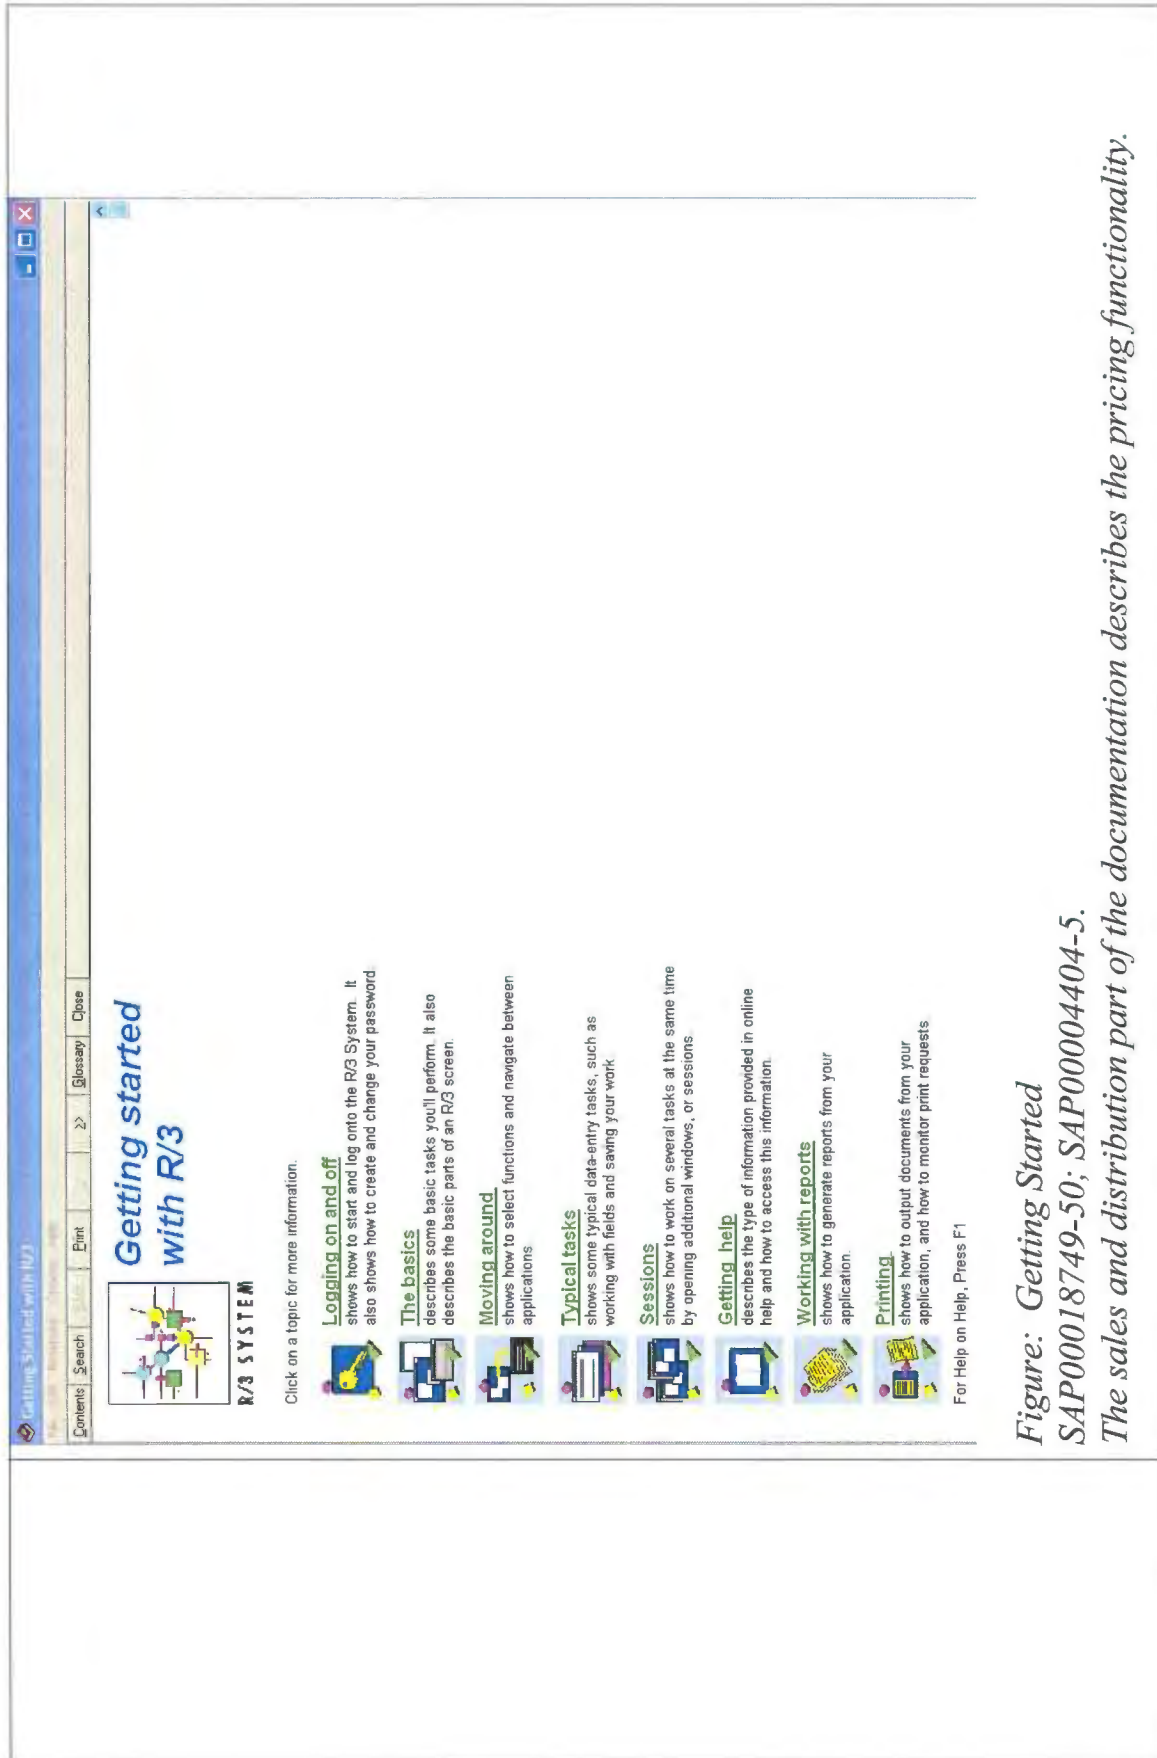 Getting Started with R/3
Contents Search Print >> Glossary Close
Getting started
with R/3
R/3 SYSTEM
Click on a topic for more information.
Logging on and off
shows how to start and log onto the R/3 System. It
also shows how to create and change your password
The basics
describes some basic tasks you'll perform. It also
describes the basic parts of an R/3 screen.
Moving around
shows how to select functions and navigate between
applications
Typical tasks
shows some typical data-entry tasks, such as
working with fields and saving your work
Sessions
shows how to work on several tasks at the same time
by opening additional windows, or sessions
Getting help
describes the type of information provided in online
help and how to access this information.
Working with reports
shows how to generate reports from your
application.
Printing
shows how to output documents from your
application, and how to monitor print requests
For Help on Help, Press F1
Figure: Getting Started
SAP00018749-50; SAP00004404-5.
The sales and distribution part of the documentation describes the pricing functionality.